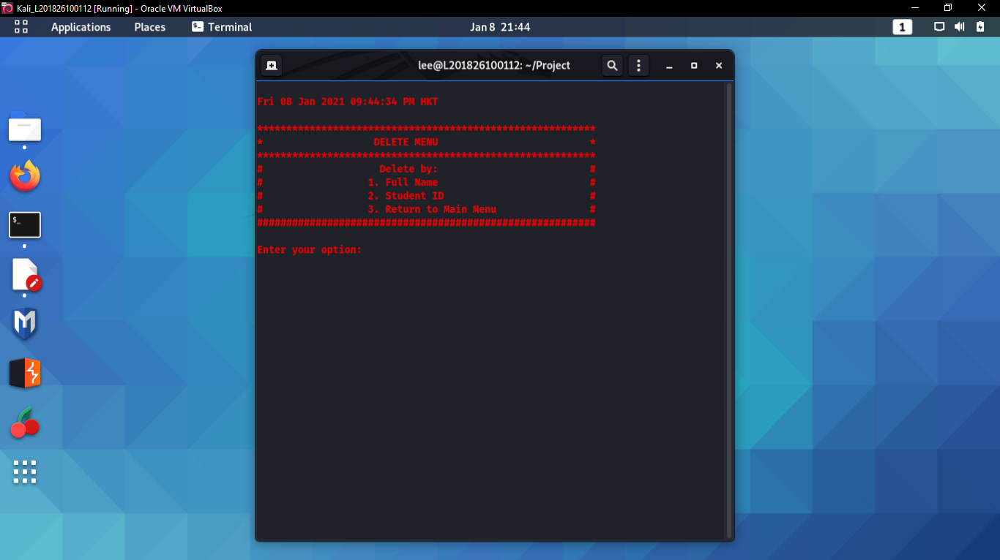 Kali_L201826100112 [Running] - Oracle VM VirtualBox
Applications Places Terminal Jan 8 21:44 1
lee@L201826100112: ~/Project
Fri 08 Jan 2021 09:44:34 PM HKT
**********************************************************
* DELETE MENU *
**********************************************************
# Delete by: #
# 1. Full Name #
# 2. Student ID #
# 3. Return to Main Menu #
##########################################################
Enter your option:
$_